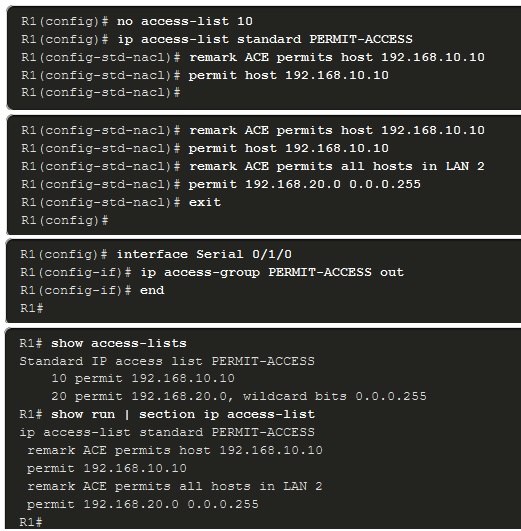 R1(config)# no access-list 10
R1(config)# ip access-list standard PERMIT-ACCESS
R1(config-std-nacl)# remark ACE permits host 192.168.10.10
R1(config-std-nacl)# permit host 192.168.10.10
R1(config-std-nacl)#
R1(config-std-nacl)# remark ACE permits host 192.168.10.10
R1(config-std-nacl)# permit host 192.168.10.10
R1(config-std-nacl)# remark ACE permits all hosts in LAN 2
R1(config-std-nacl)# permit 192.168.20.0 0.0.0.255
R1(config-std-nacl)# exit
R1(config)#
R1(config)# interface Serial 0/1/0
R1(config-if)# ip access-group PERMIT-ACCESS out
R1(config-if)# end
R1#
R1# show access-lists
Standard IP access list PERMIT-ACCESS
    10 permit 192.168.10.10
    20 permit 192.168.20.0, wildcard bits 0.0.0.255
R1# show run | section ip access-list
ip access-list standard PERMIT-ACCESS
 remark ACE permits host 192.168.10.10
 permit 192.168.10.10
 remark ACE permits all hosts in LAN 2
 permit 192.168.20.0 0.0.0.255
R1#